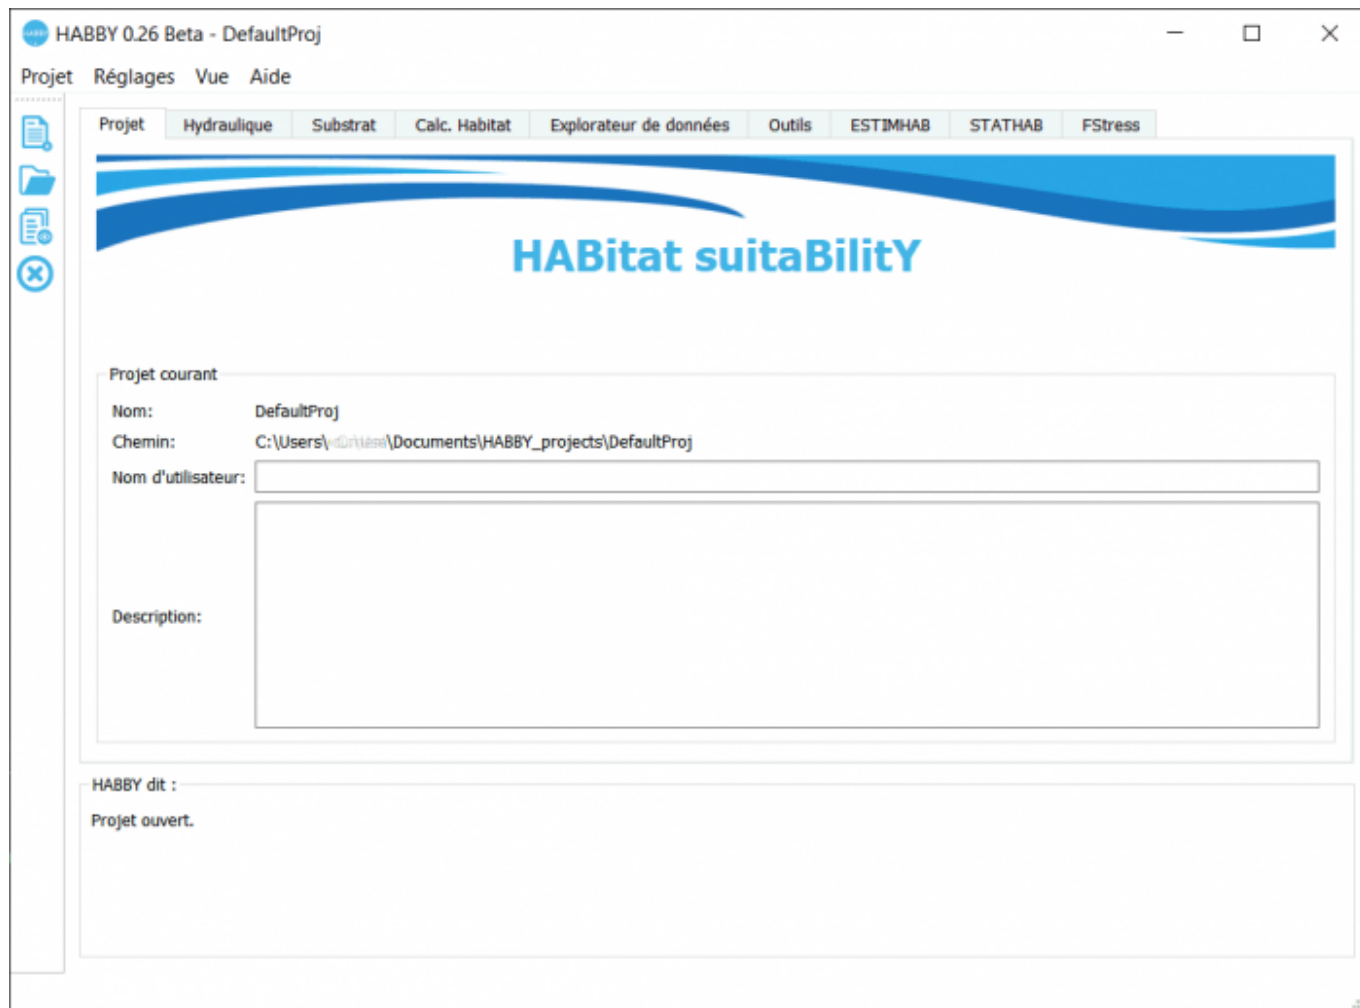 HABBY 0.26 Beta - DefaultProj
Projet Réglages Vue Aide
Projet Hydraulique Substrat Calc. Habitat Explorateur de données Outils ESTIMHAB STATHAB FStress
HABitat suitaBilitY
Projet courant
Nom: DefaultProj
Chemin: C:\Users\ \Documents\HABBY_projects\DefaultProj
Nom d'utilisateur:
Description:
HABBY dit :
Projet ouvert.